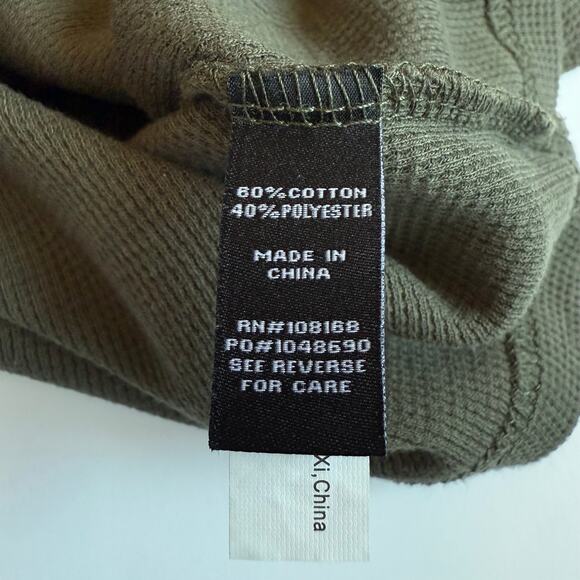 60%COTTON
40%POLYESTER
MADE IN
CHINA
RN#108168
PO#1048690
SEE REVERSE
FOR CARE
Xi,China